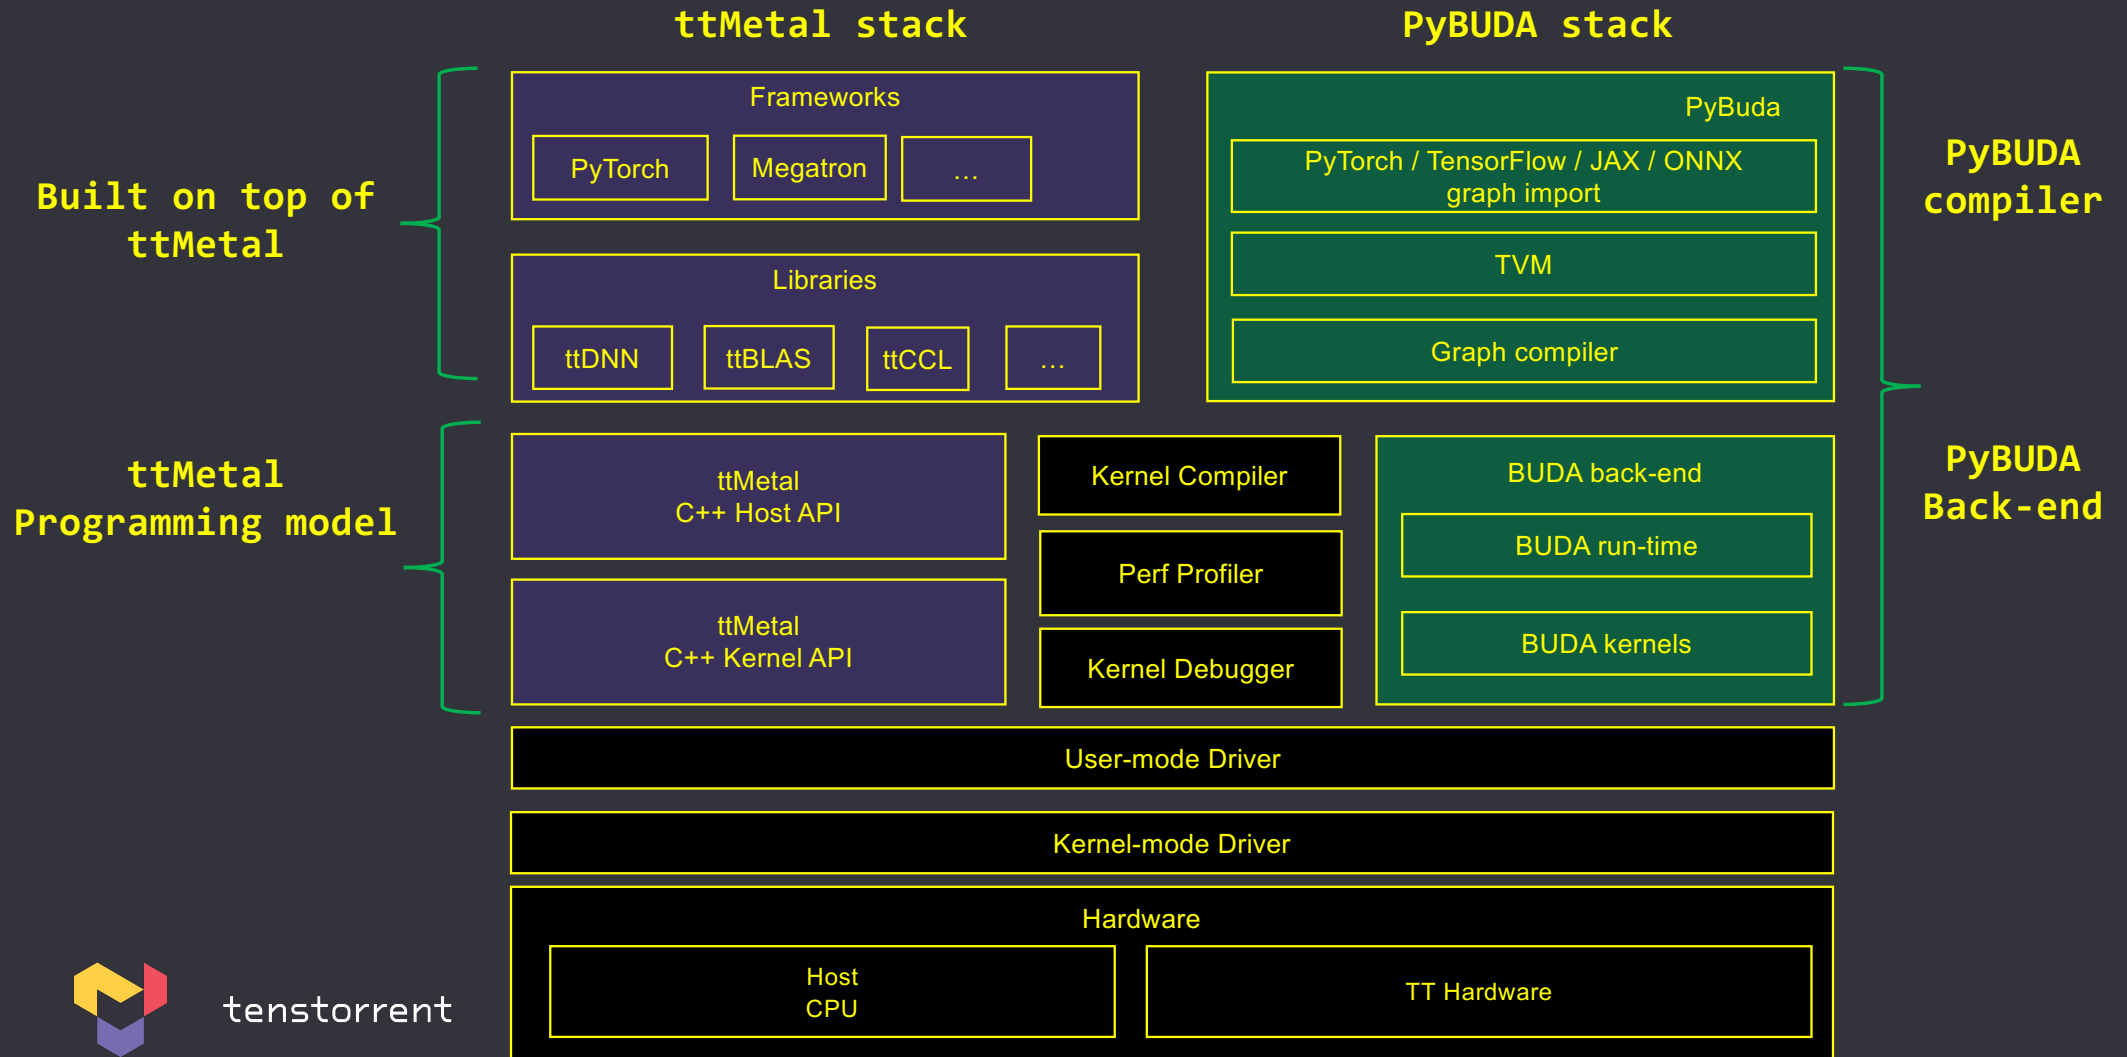 ttMetal stack
PyBUDA stack
Built on top of
ttMetal
Frameworks
PyTorch
Megatron
...
Libraries
ttDNN
ttBLAS
ttCCL
...
PyBuda
PyTorch / TensorFlow / JAX / ONNX
graph import
TVM
Graph compiler
PyBUDA
compiler
ttMetal
Programming model
ttMetal
C++ Host API
ttMetal
C++ Kernel API
Kernel Compiler
Perf Profiler
Kernel Debugger
BUDA back-end
BUDA run-time
BUDA kernels
PyBUDA
Back-end
User-mode Driver
Kernel-mode Driver
Hardware
Host
CPU
TT Hardware
tenstorrent